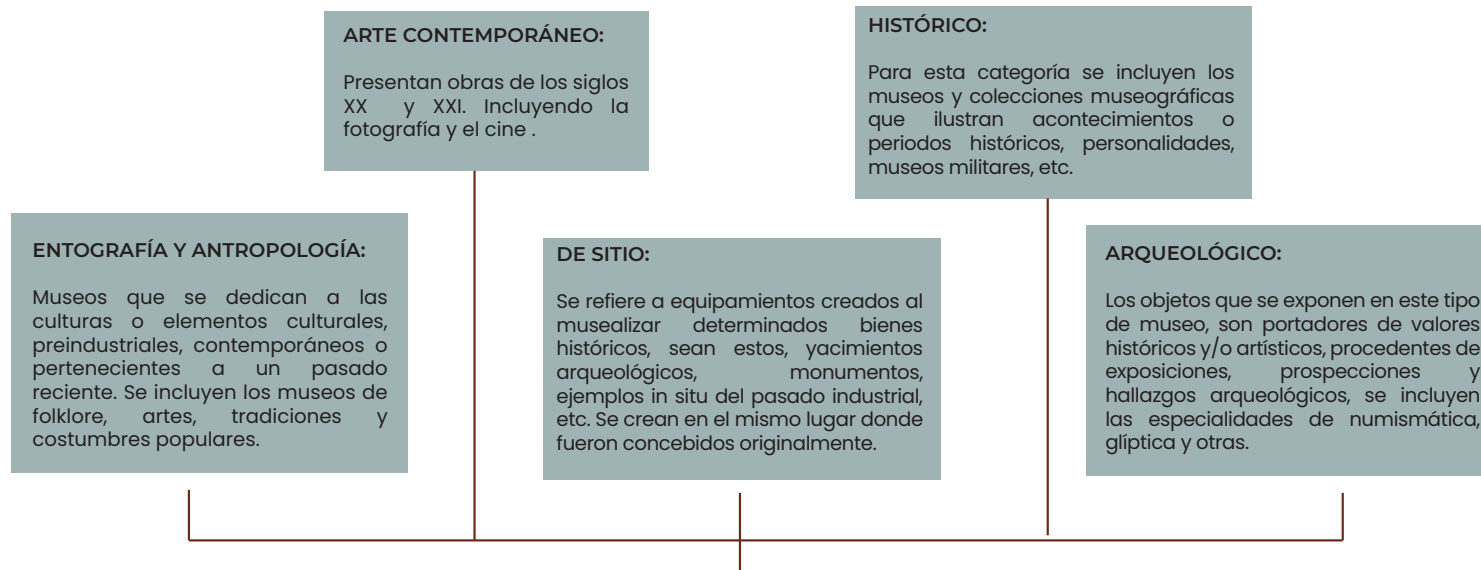 ARTE CONTEMPORÁNEO:
Presentan obras de los siglos
XX y XXI. Incluyendo la
fotografía y el cine .
HISTÓRICO:
Para esta categoría se incluyen los
museos y colecciones museográficas
que ilustran acontecimientos o
periodos históricos, personalidades,
museos militares, etc.
ENTOGRAFÍA Y ANTROPOLOGÍA:
Museos que se dedican a las
culturas o elementos culturales,
preindustriales, contemporáneos o
pertenecientes a un pasado
reciente. Se incluyen los museos de
folklore, artes, tradiciones y
costumbres populares.
DE SITIO:
Se refiere a equipamientos creados al
musealizar determinados bienes
históricos, sean estos, yacimientos
arqueológicos, monumentos,
ejemplos in situ del pasado industrial,
etc. Se crean en el mismo lugar donde
fueron concebidos originalmente.
ARQUEOLÓGICO:
Los objetos que se exponen en este tipo
de museo, son portadores de valores
históricos y/o artísticos, procedentes de
exposiciones, prospecciones y
hallazgos arqueológicos, se incluyen
las especialidades de numismática,
glíptica y otras.